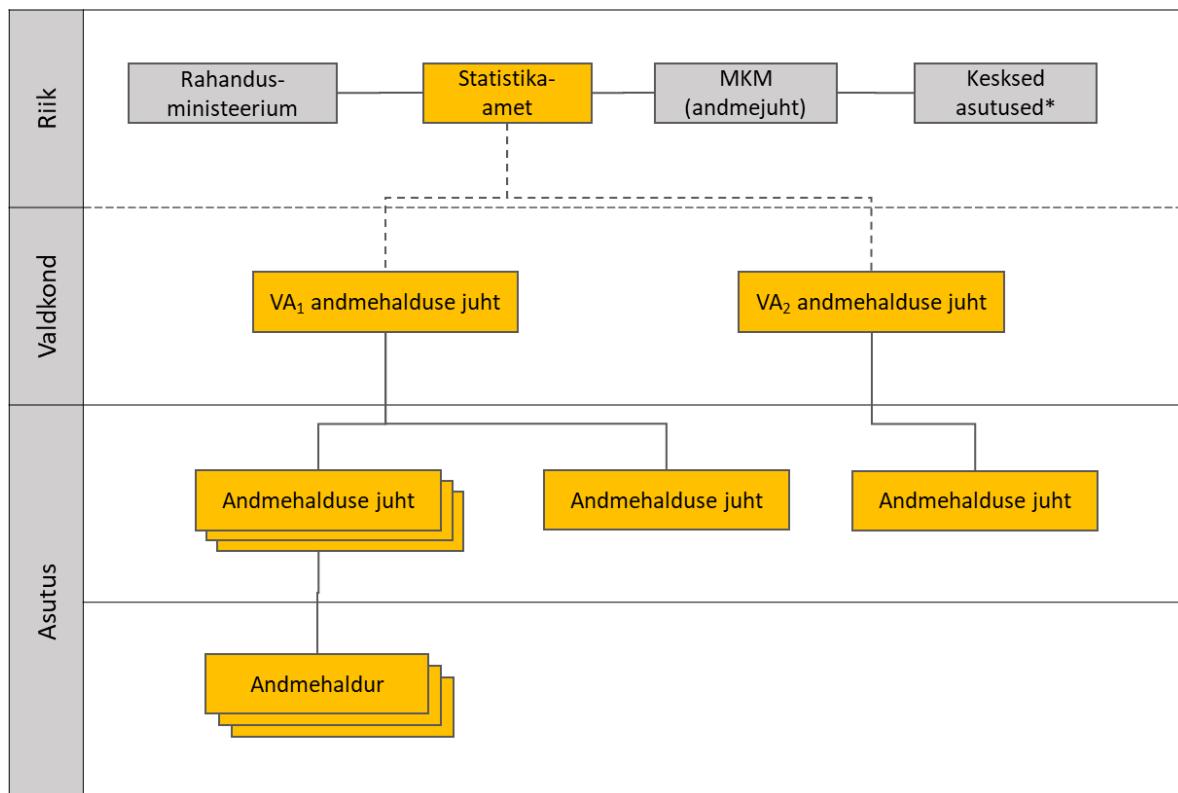 Riik
Rahandus-
ministeerium
Statistika-
amet
MKM
(andmejuht)
Kesksed
asutused*
Valdkond
VA₁ andmehalduse juht
VA₂ andmehalduse juht
Asutus
Andmehalduse juht
Andmehalduse juht
Andmehalduse juht
Andmehaldur